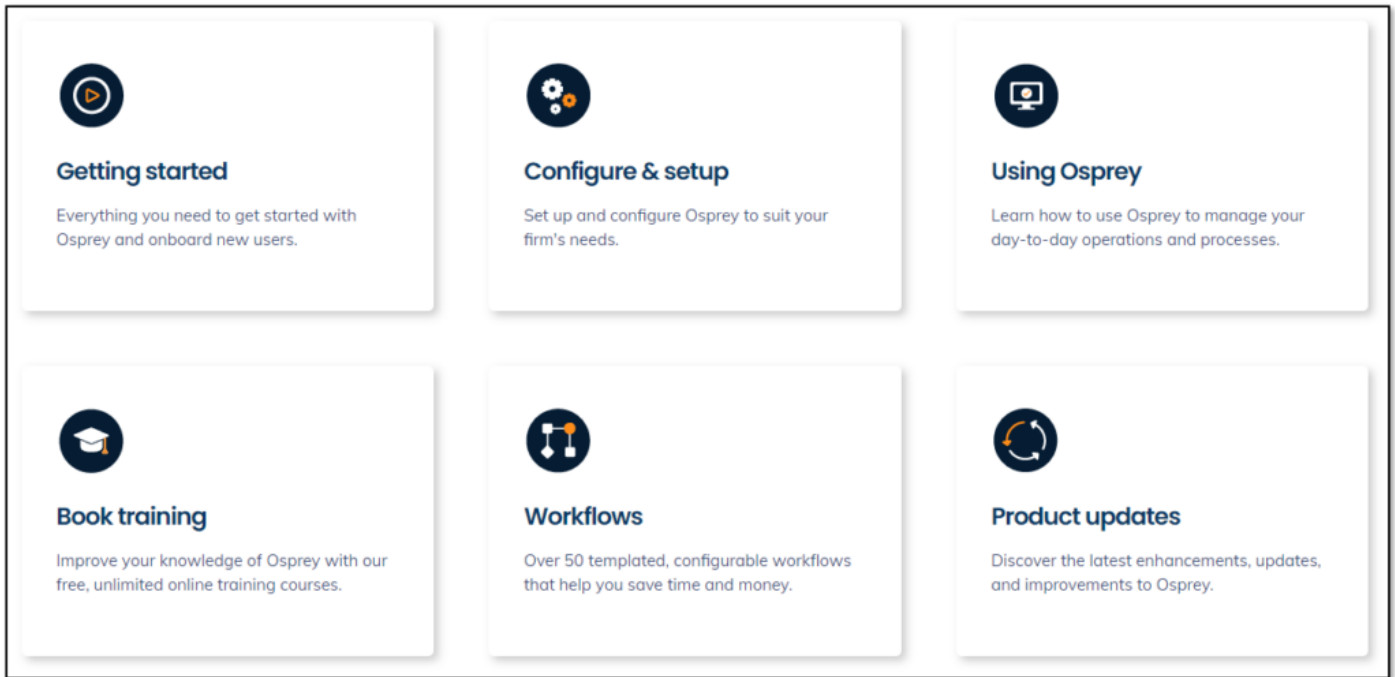 Getting started
Everything you need to get started with
Osprey and onboard new users.
Configure & setup
Set up and configure Osprey to suit your
firm's needs.
Using Osprey
Learn how to use Osprey to manage your
day-to-day operations and processes.
Book training
Improve your knowledge of Osprey with our
free, unlimited online training courses.
Workflows
Over 50 templated, configurable workflows
that help you save time and money.
Product updates
Discover the latest enhancements, updates,
and improvements to Osprey.